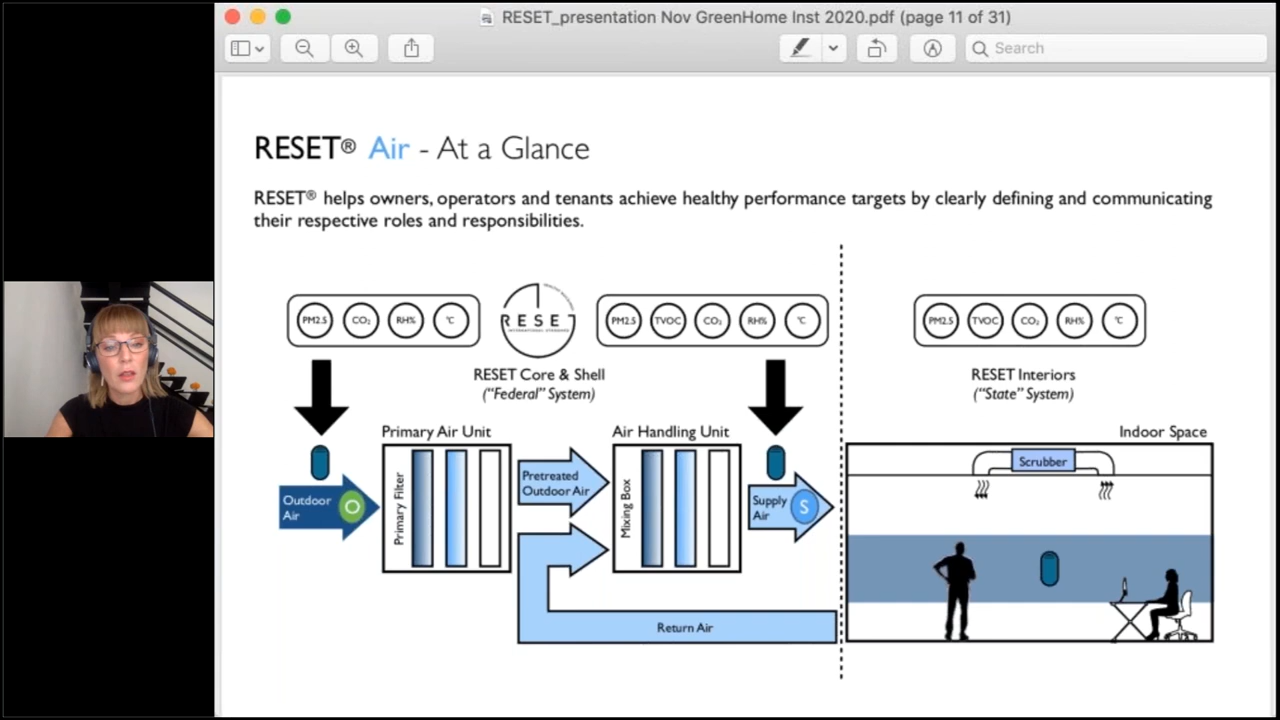 RESET_presentation Nov GreenHome Inst 2020.pdf (page 11 of 31)
Search
RESET® Air - At a Glance
RESET® helps owners, operators and tenants achieve healthy performance targets by clearly defining and communicating
their respective roles and responsibilities.
PM2.5 CO₂ RH% °C
RESET
INTERNATIONAL STANDARD
PM2.5 TVOC CO₂ RH% °C
PM2.5 TVOC CO₂ RH% °C
RESET Core & Shell
("Federal" System)
RESET Interiors
("State" System)
Primary Air Unit
Air Handling Unit
Indoor Space
Outdoor
Air
O
Primary Filter
Pretreated
Outdoor Air
Mixing Box
Supply
Air
S
Scrubber
Return Air